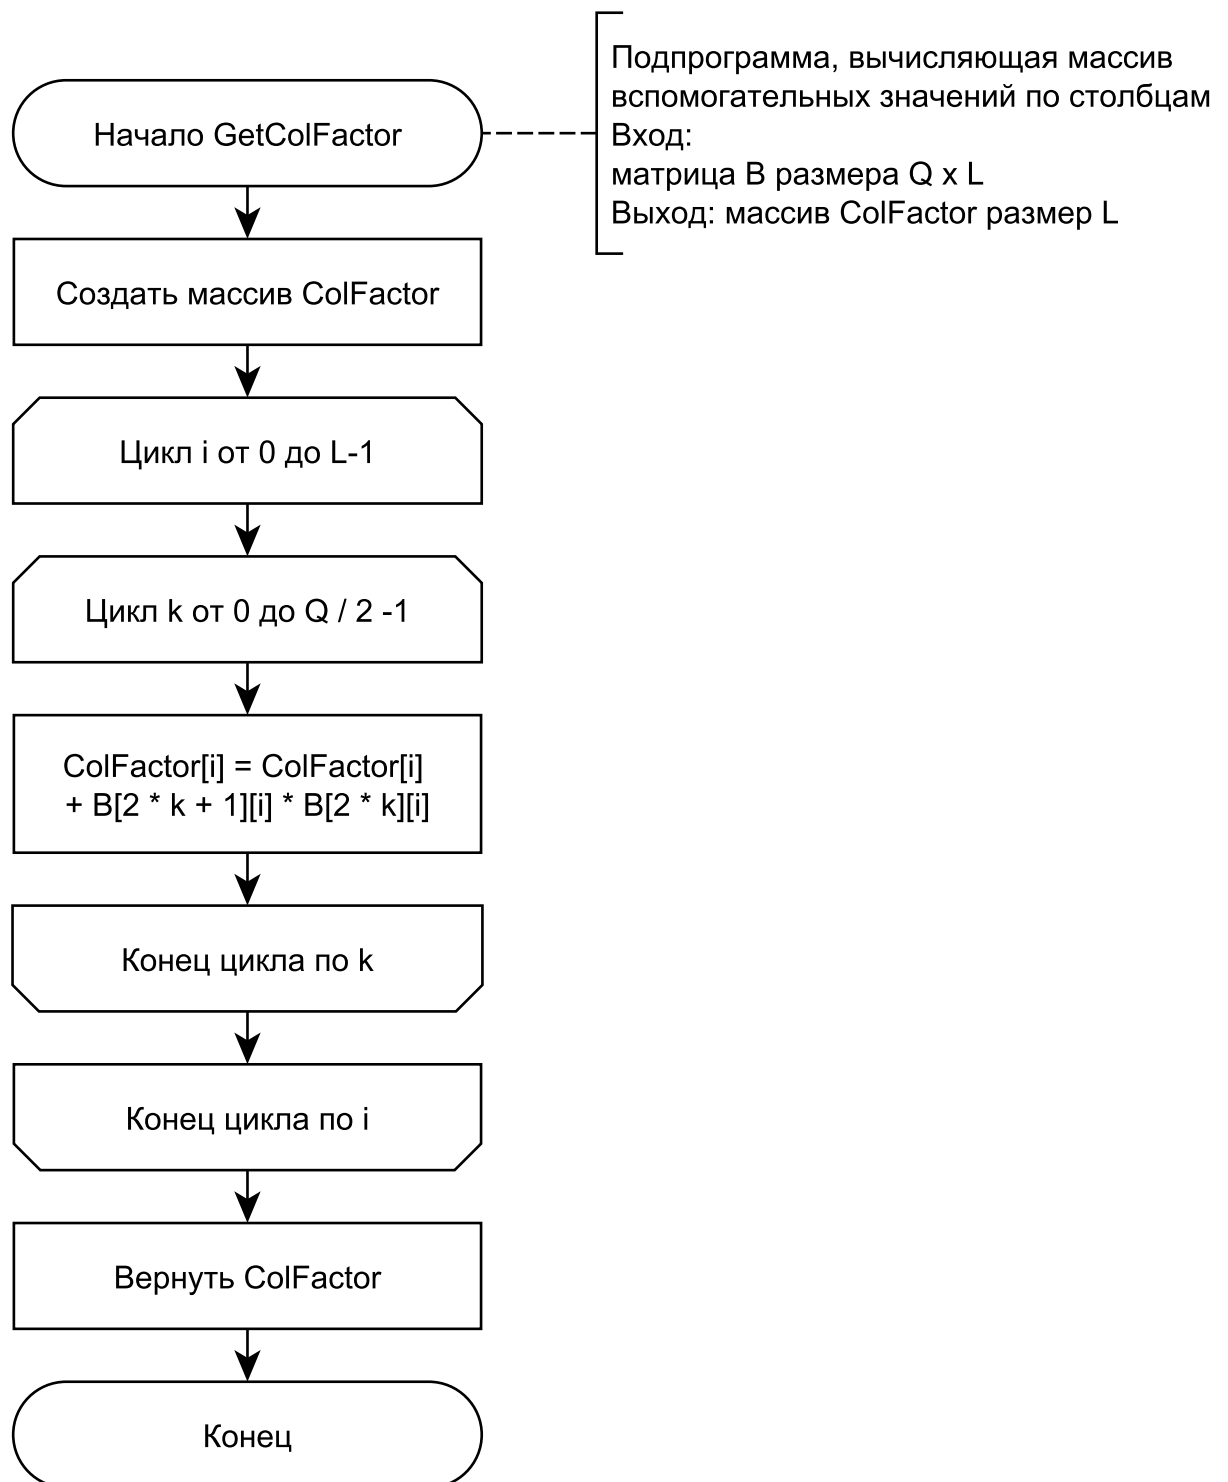 Начало GetColFactor
Подпрограмма, вычисляющая массив
вспомогательных значений по столбцам
Вход:
матрица B размера Q x L
Выход: массив ColFactor размер L
Создать массив ColFactor
Цикл i от 0 до L-1
Цикл k от 0 до Q / 2 -1
ColFactor[i] = ColFactor[i]
+ B[2 * k + 1][i] * B[2 * k][i]
Конец цикла по k
Конец цикла по i
Вернуть ColFactor
Конец